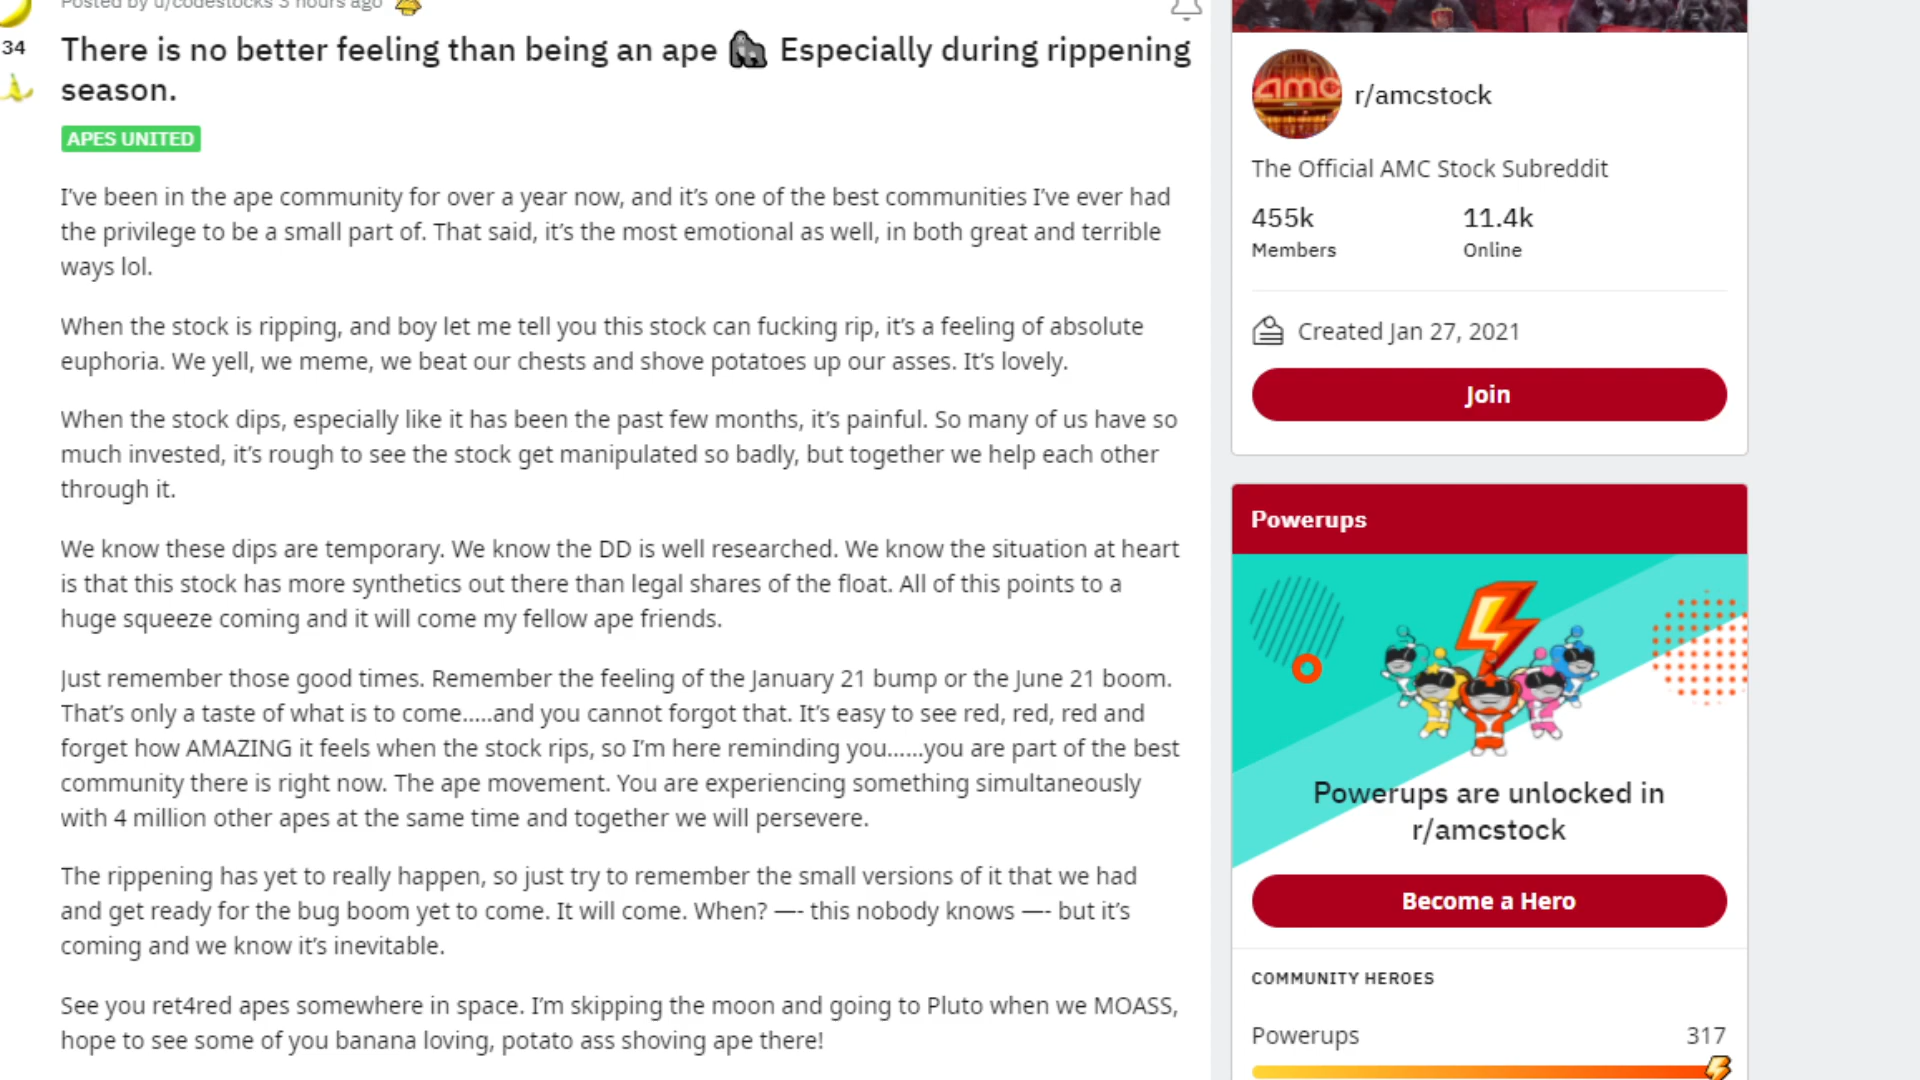 Posted by u/codestocks 3 hours ago
34
There is no better feeling than being an ape 🦍 Especially during rippening
season.
APES UNITED
I've been in the ape community for over a year now, and it's one of the best communities I've ever had
the privilege to be a small part of. That said, it's the most emotional as well, in both great and terrible
ways lol.
When the stock is ripping, and boy let me tell you this stock can fucking rip, it's a feeling of absolute
euphoria. We yell, we meme, we beat our chests and shove potatoes up our asses. It's lovely.
When the stock dips, especially like it has been the past few months, it's painful. So many of us have so
much invested, it's rough to see the stock get manipulated so badly, but together we help each other
through it.
We know these dips are temporary. We know the DD is well researched. We know the situation at heart
is that this stock has more synthetics out there than legal shares of the float. All of this points to a
huge squeeze coming and it will come my fellow ape friends.
Just remember those good times. Remember the feeling of the January 21 bump or the June 21 boom.
That's only a taste of what is to come.....and you cannot forgot that. It's easy to see red, red, red and
forget how AMAZING it feels when the stock rips, so I'm here reminding you......you are part of the best
community there is right now. The ape movement. You are experiencing something simultaneously
with 4 million other apes at the same time and together we will persevere.
The rippening has yet to really happen, so just try to remember the small versions of it that we had
and get ready for the bug boom yet to come. It will come. When? —- this nobody knows —- but it's
coming and we know it's inevitable.
See you ret4red apes somewhere in space. I'm skipping the moon and going to Pluto when we MOASS,
hope to see some of you banana loving, potato ass shoving ape there!
amc
r/amcstock
The Official AMC Stock Subreddit
455k 11.4k
Members Online
Created Jan 27, 2021
Join
Powerups
Powerups are unlocked in
r/amcstock
Become a Hero
COMMUNITY HEROES
Powerups 317